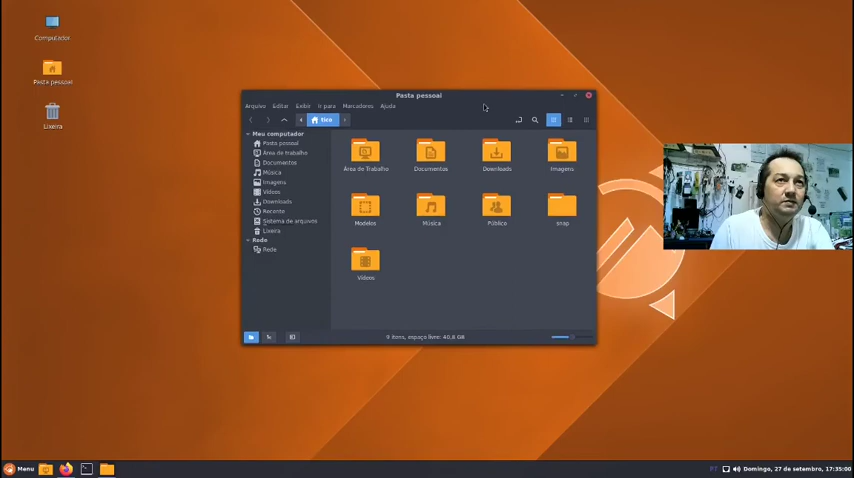 Computador
Pasta pessoal
Lixeira
Pasta pessoal
Arquivo Editar Exibir Ir para Marcadores Ajuda
tico
Meu computador
Pasta pessoal
Área de trabalho
Documentos
Música
Imagens
Vídeos
Downloads
Recente
Sistema de arquivos
Lixeira
Rede
Rede
Área de Trabalho Documentos Downloads Imagens
Modelos Música Público snap
Vídeos
9 itens, espaço livre: 40,8 GB
Menu
PT
Domingo, 27 de setembro, 17:35:00